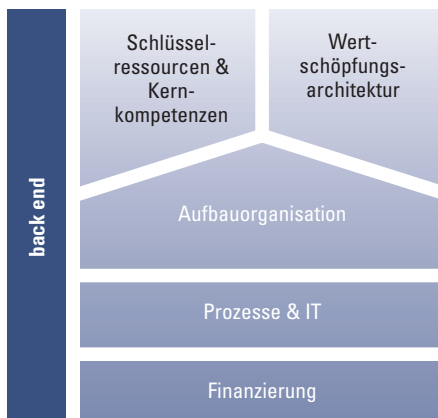 back end
Schlüssel-
ressourcen &
Kern-
kompetenzen
Wert-
schöpfungs-
architektur
Aufbauorganisation
Prozesse & IT
Finanzierung